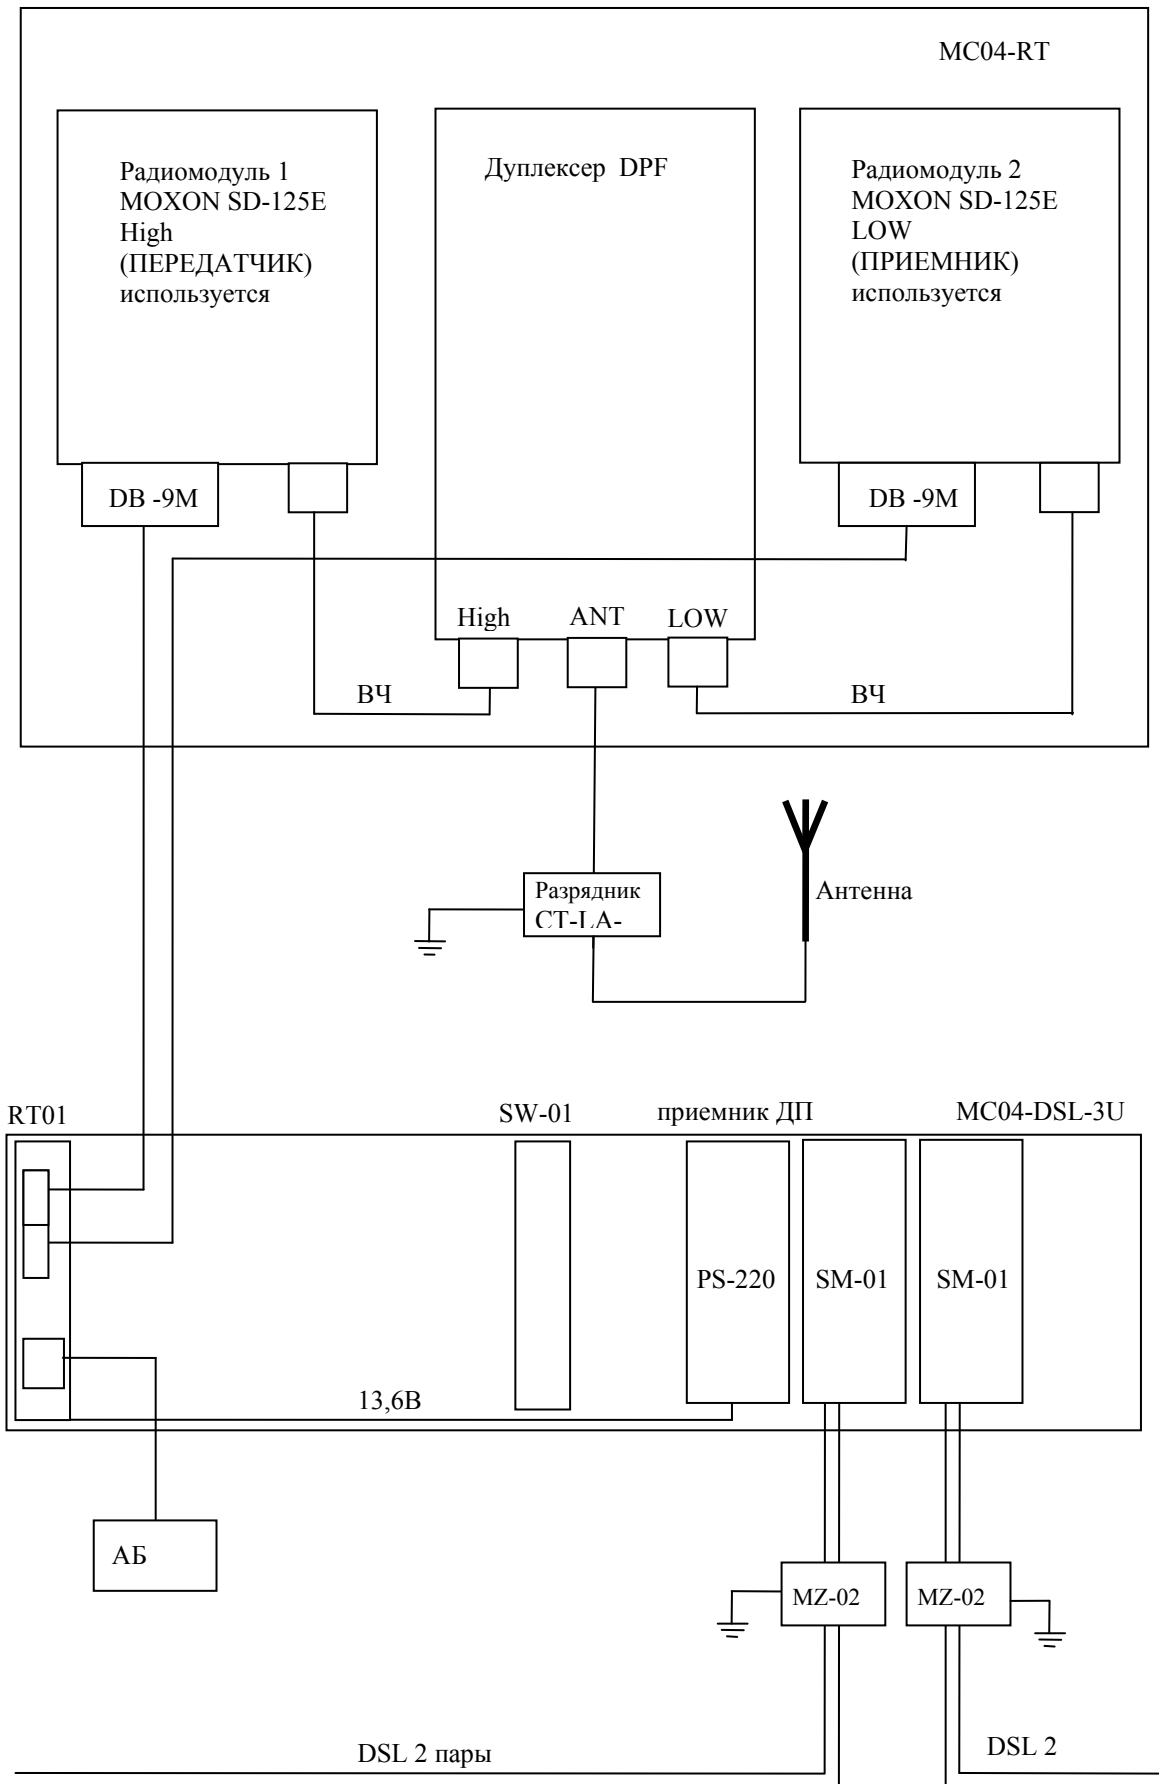 MC04-RT
Радиомодуль 1
MOXON SD-125E
High
(ПЕРЕДАТЧИК)
используется
Дуплексер DPF
Радиомодуль 2
MOXON SD-125E
LOW
(ПРИЕМНИК)
используется
DB -9M
DB -9M
High
ANT
LOW
ВЧ
ВЧ
Разрядник
CT-LA-
Антенна
RT01
SW-01
приемник ДП
MC04-DSL-3U
PS-220
SM-01
SM-01
13,6В
АБ
MZ-02
MZ-02
DSL 2 пары
DSL 2